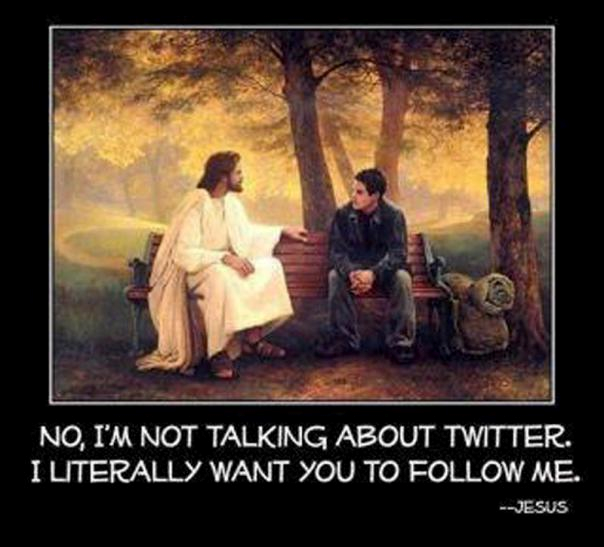 NO, I'M NOT TALKING ABOUT TWITTER.
I LITERALLY WANT YOU TO FOLLOW ME.
--JESUS